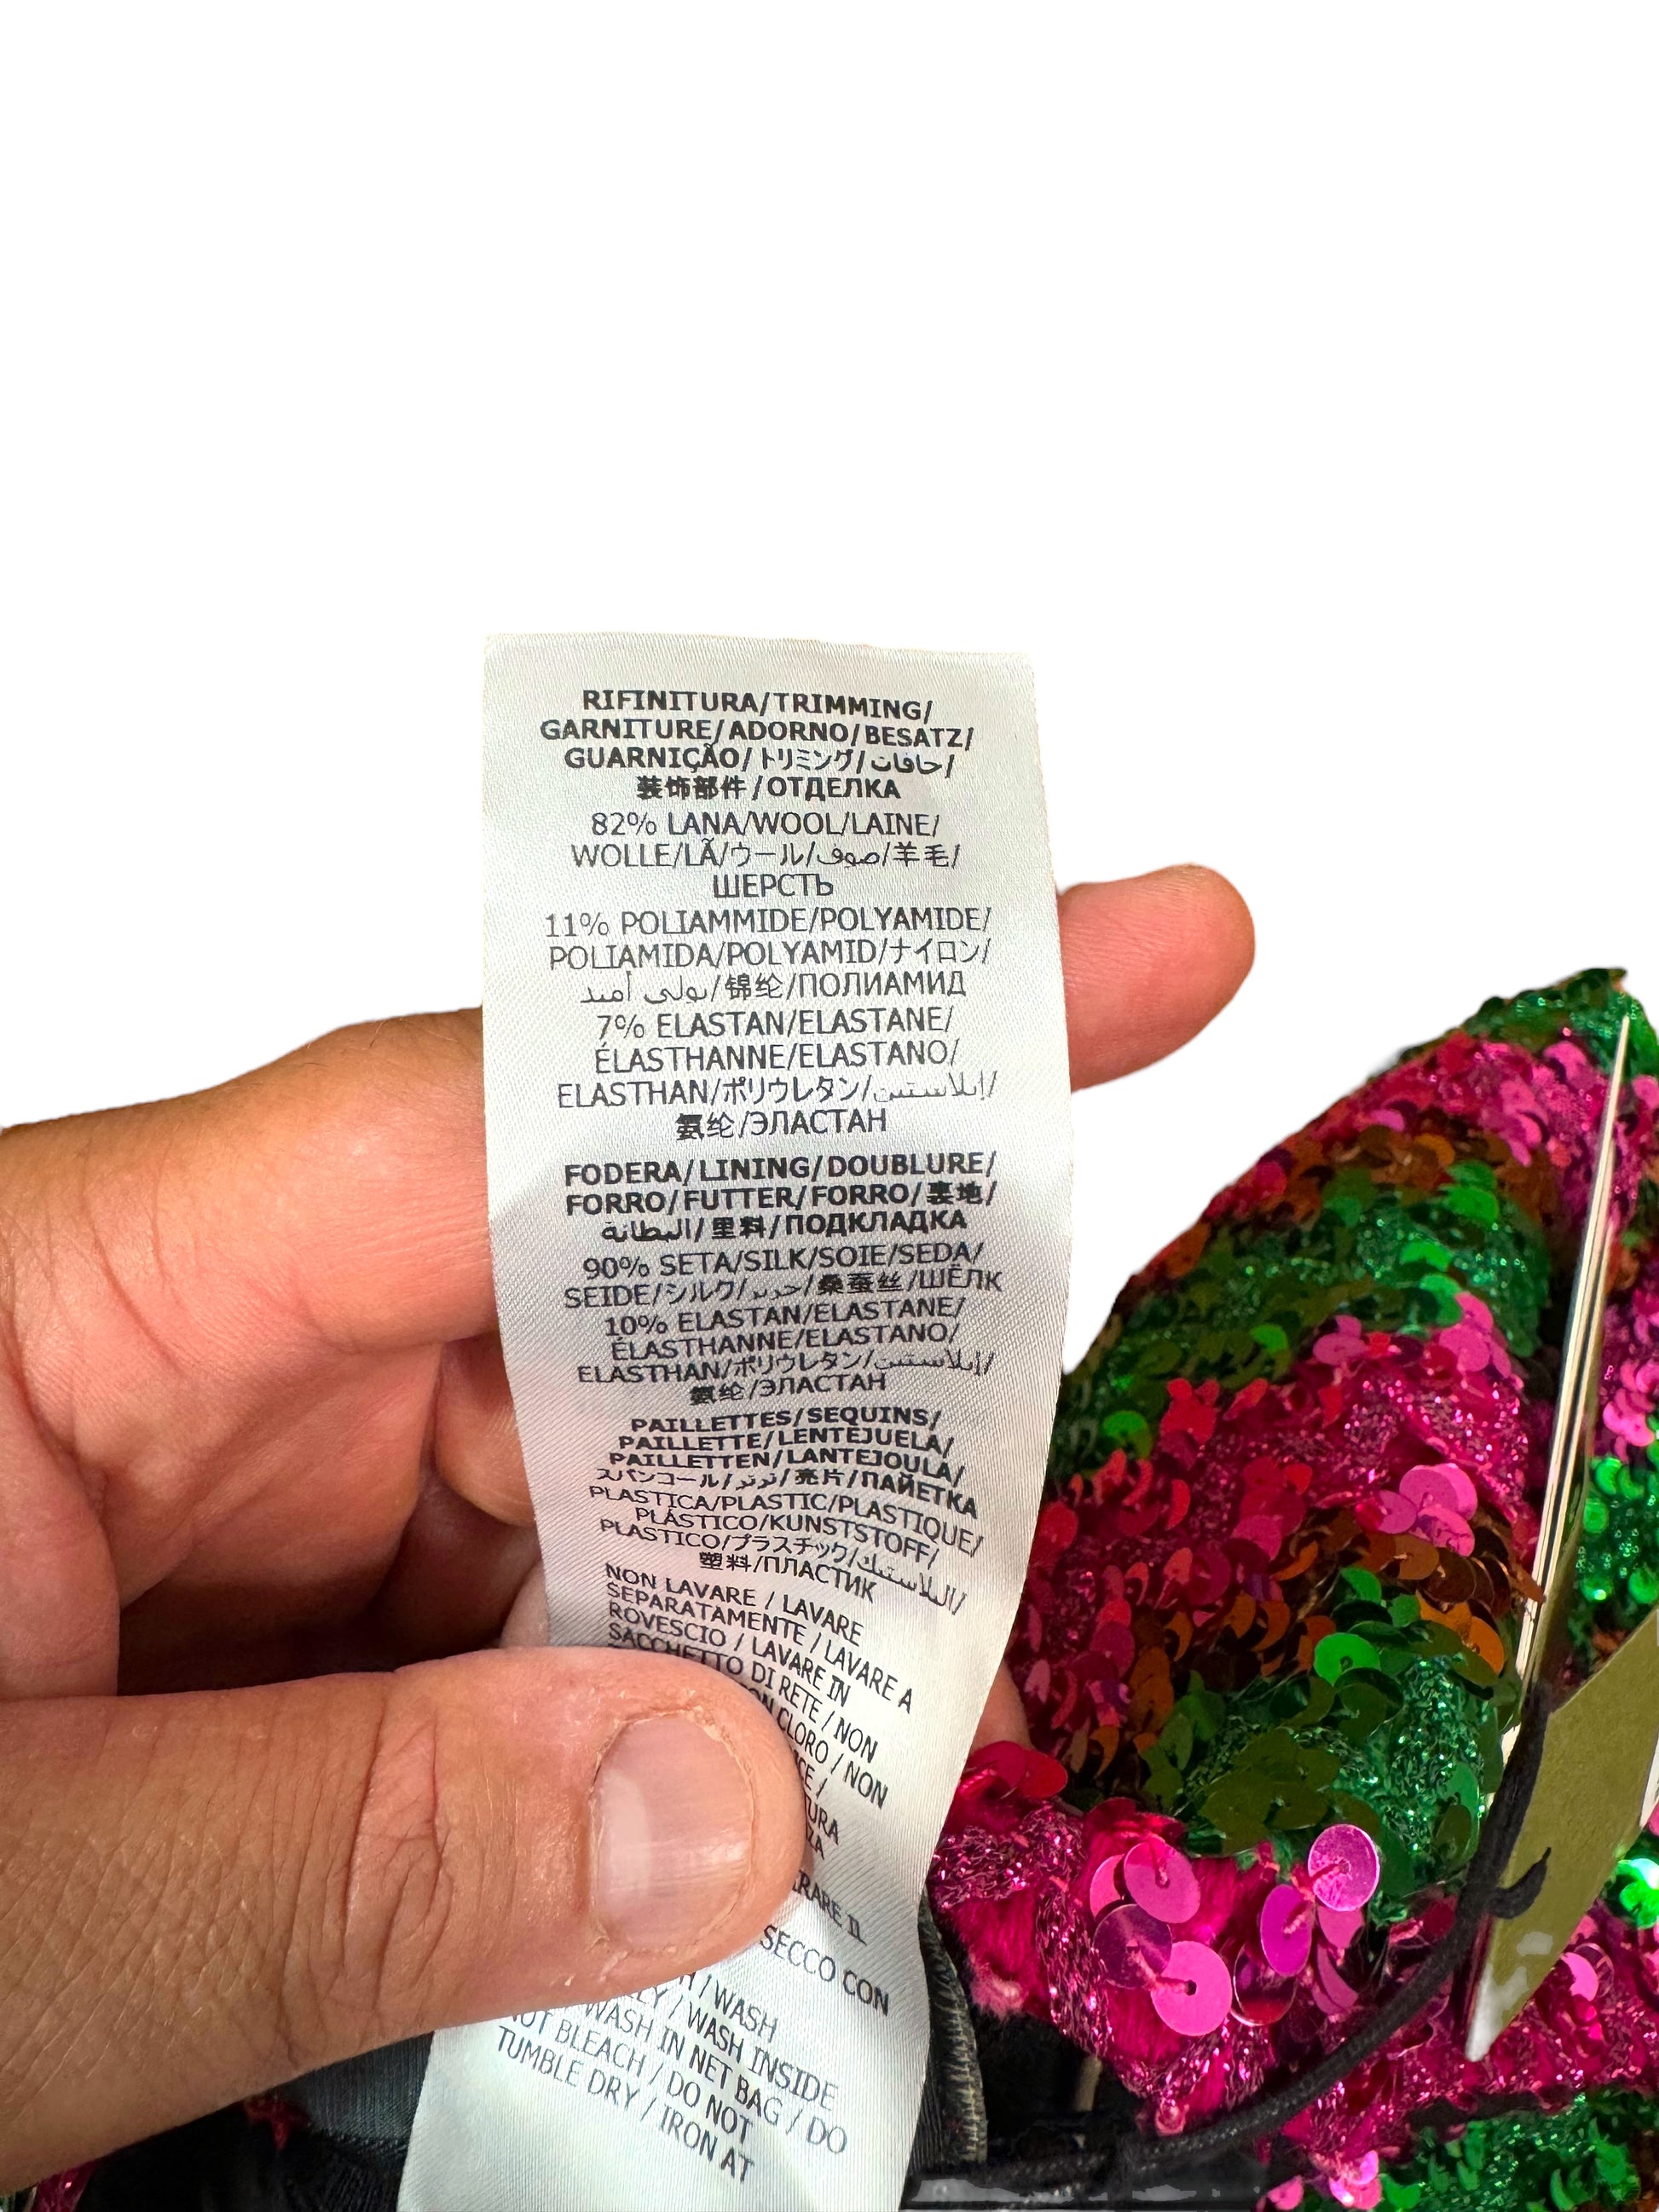 RIFINITURA/TRIMMING/
GARNITURE/ADORNO/BESATZ/
GUARNIÇÃO/トリミング/حافات/
装饰部件/ОТДЕЛКА
82% LANA/WOOL/LAINE/
WOLLE/LÃ/ウール/صوف/羊毛/
ШЕРСТЬ
11% POLIAMMIDE/POLYAMIDE/
POLIAMIDA/POLYAMID/ナイロン/
بولي أميد/锦纶/ПОЛИАМИД
7% ELASTAN/ELASTANE/
ÉLASTHANNE/ELASTANO/
ELASTHAN/ポリウレタン/إيلاستين/
氨纶/ЭЛАСТАН
FODERA/LINING/DOUBLURE/
FORRO/FUTTER/FORRO/裏地/
البطانة/里料/ПОДКЛАДКА
90% SETA/SILK/SOIE/SEDA/
SEIDE/シルク/حرير/桑蚕丝/ШЁЛК
10% ELASTAN/ELASTANE/
ÉLASTHANNE/ELASTANO/
ELASTHAN/ポリウレタン/إيلاستين/
氨纶/ЭЛАСТАН
PAILLETTES/SEQUINS/
PAILLETTE/LENTEJUELA/
PAILLETTEN/LANTEJOULA/
スパンコール/ترتر/亮片/ПАЙЕТКА
PLASTICA/PLASTIC/PLASTIQUE/
PLÁSTICO/KUNSTSTOFF/
PLASTICO/プラスチック/البلاستيك/
塑料/ПЛАСТИК
NON LAVARE / LAVARE
SEPARATAMENTE / LAVARE A
ROVESCIO / LAVARE IN
SACCHETTO DI RETE / NON
CLORO / NON
SECCO CON
/ WASH
/ WASH INSIDE
WASH IN NET BAG / DO
NOT BLEACH / DO NOT
TUMBLE DRY / IRON AT